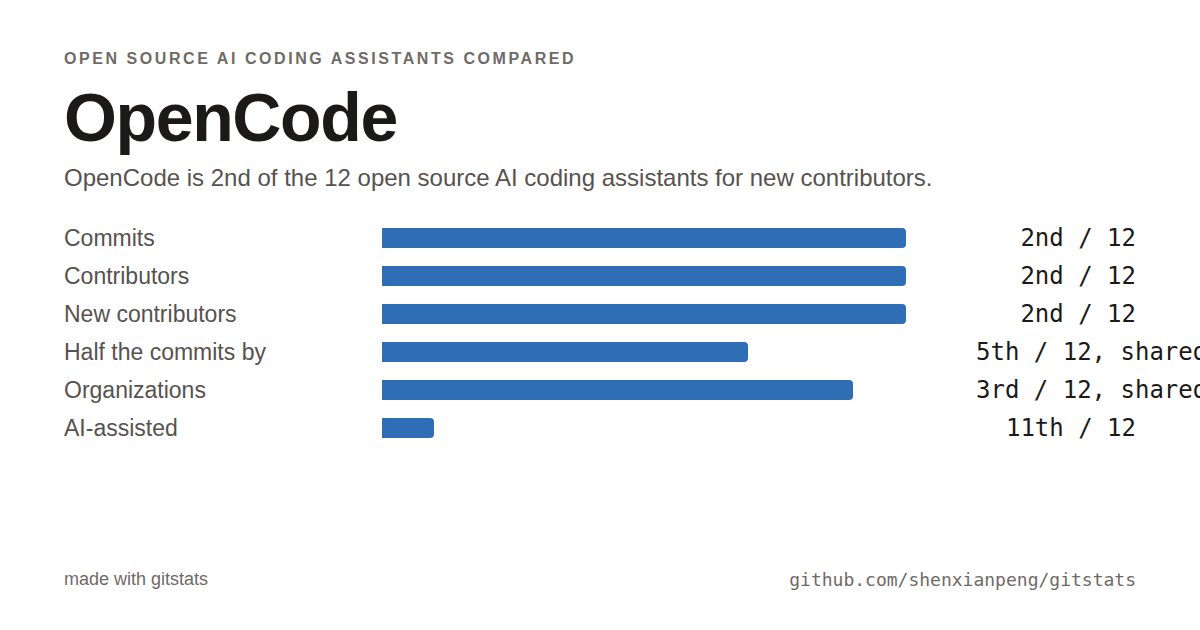 OPEN SOURCE AI CODING ASSISTANTS COMPARED
OpenCode
OpenCode is 2nd of the 12 open source AI coding assistants for new contributors.
Commits 2nd / 12
Contributors 2nd / 12
New contributors 2nd / 12
Half the commits by 5th / 12, shared
Organizations 3rd / 12, shared
AI-assisted 11th / 12
made with gitstats github.com/shenxianpeng/gitstats